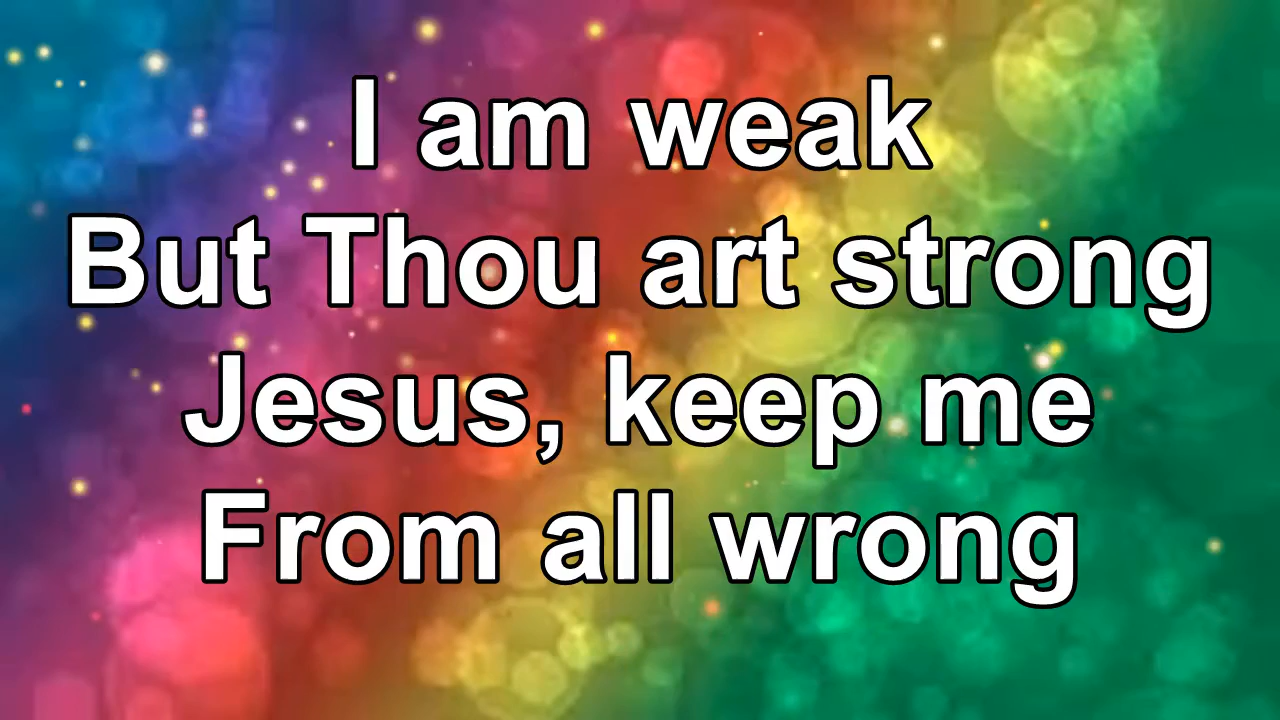 I am weak
But Thou art strong
Jesus, keep me
From all wrong